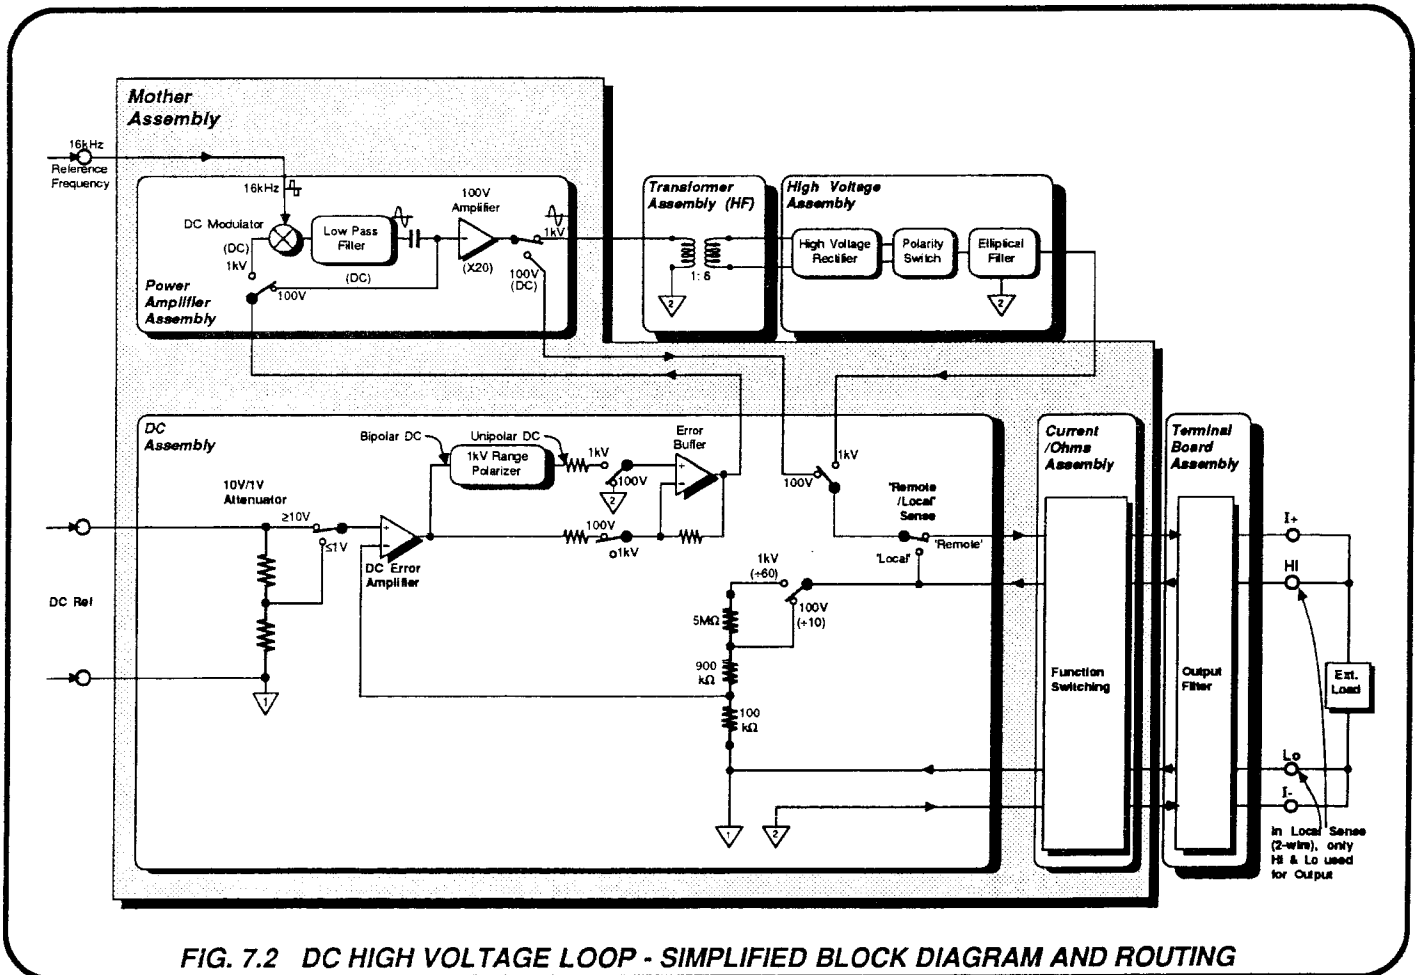 Mother
Assembly
16kHz
Reference
Frequency
16kHz
DC Modulator
(DC)
1kV
Low Pass
Filter
(DC)
100V
100V
Amplifier
(X20)
1kV
100V
(DC)
Power
Amplifier
Assembly
Transformer
Assembly (HF)
1: 6
2
High Voltage
Assembly
High Voltage
Rectifier
Polarity
Switch
Elliptical
Filter
2
DC
Assembly
Bipolar DC
Unipolar DC
1kV Range
Polarizer
1kV
100V
2
Error
Buffer
+
-
10V/1V
Attenuator
≥10V
≤1V
+
-
DC Error
Amplifier
100V
1kV
DC Ref
1
1kV
100V
'Remote
/Local'
Sense
'Remote'
'Local'
1kV
(÷60)
100V
(÷10)
5MΩ
900
kΩ
100
kΩ
1
2
Current
/Ohms
Assembly
Function
Switching
Terminal
Board
Assembly
Output
Filter
I+
HI
Ext.
Load
Lo
I-
In Local Sense
(2-wire), only
Hi & Lo used
for Output
FIG. 7.2 DC HIGH VOLTAGE LOOP - SIMPLIFIED BLOCK DIAGRAM AND ROUTING